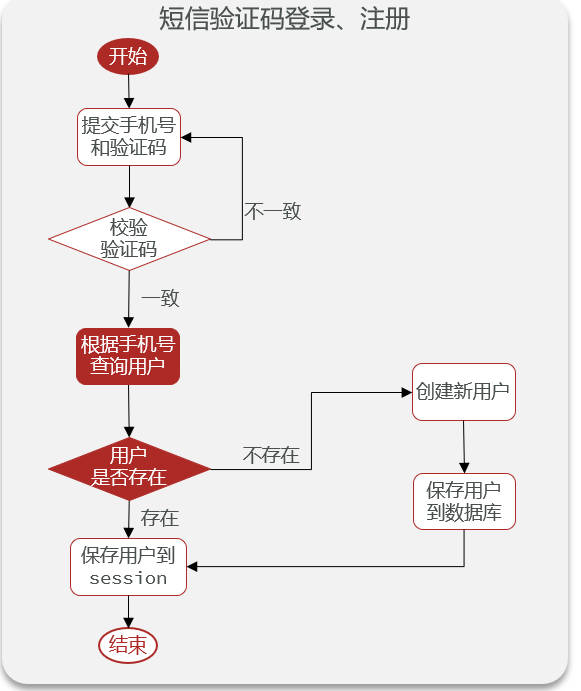 短信验证码登录、注册
开始
提交手机号
和验证码
不一致
校验
验证码
一致
根据手机号
查询用户
创建新用户
不存在
用户
是否存在
保存用户
到数据库
存在
保存用户到
session
结束